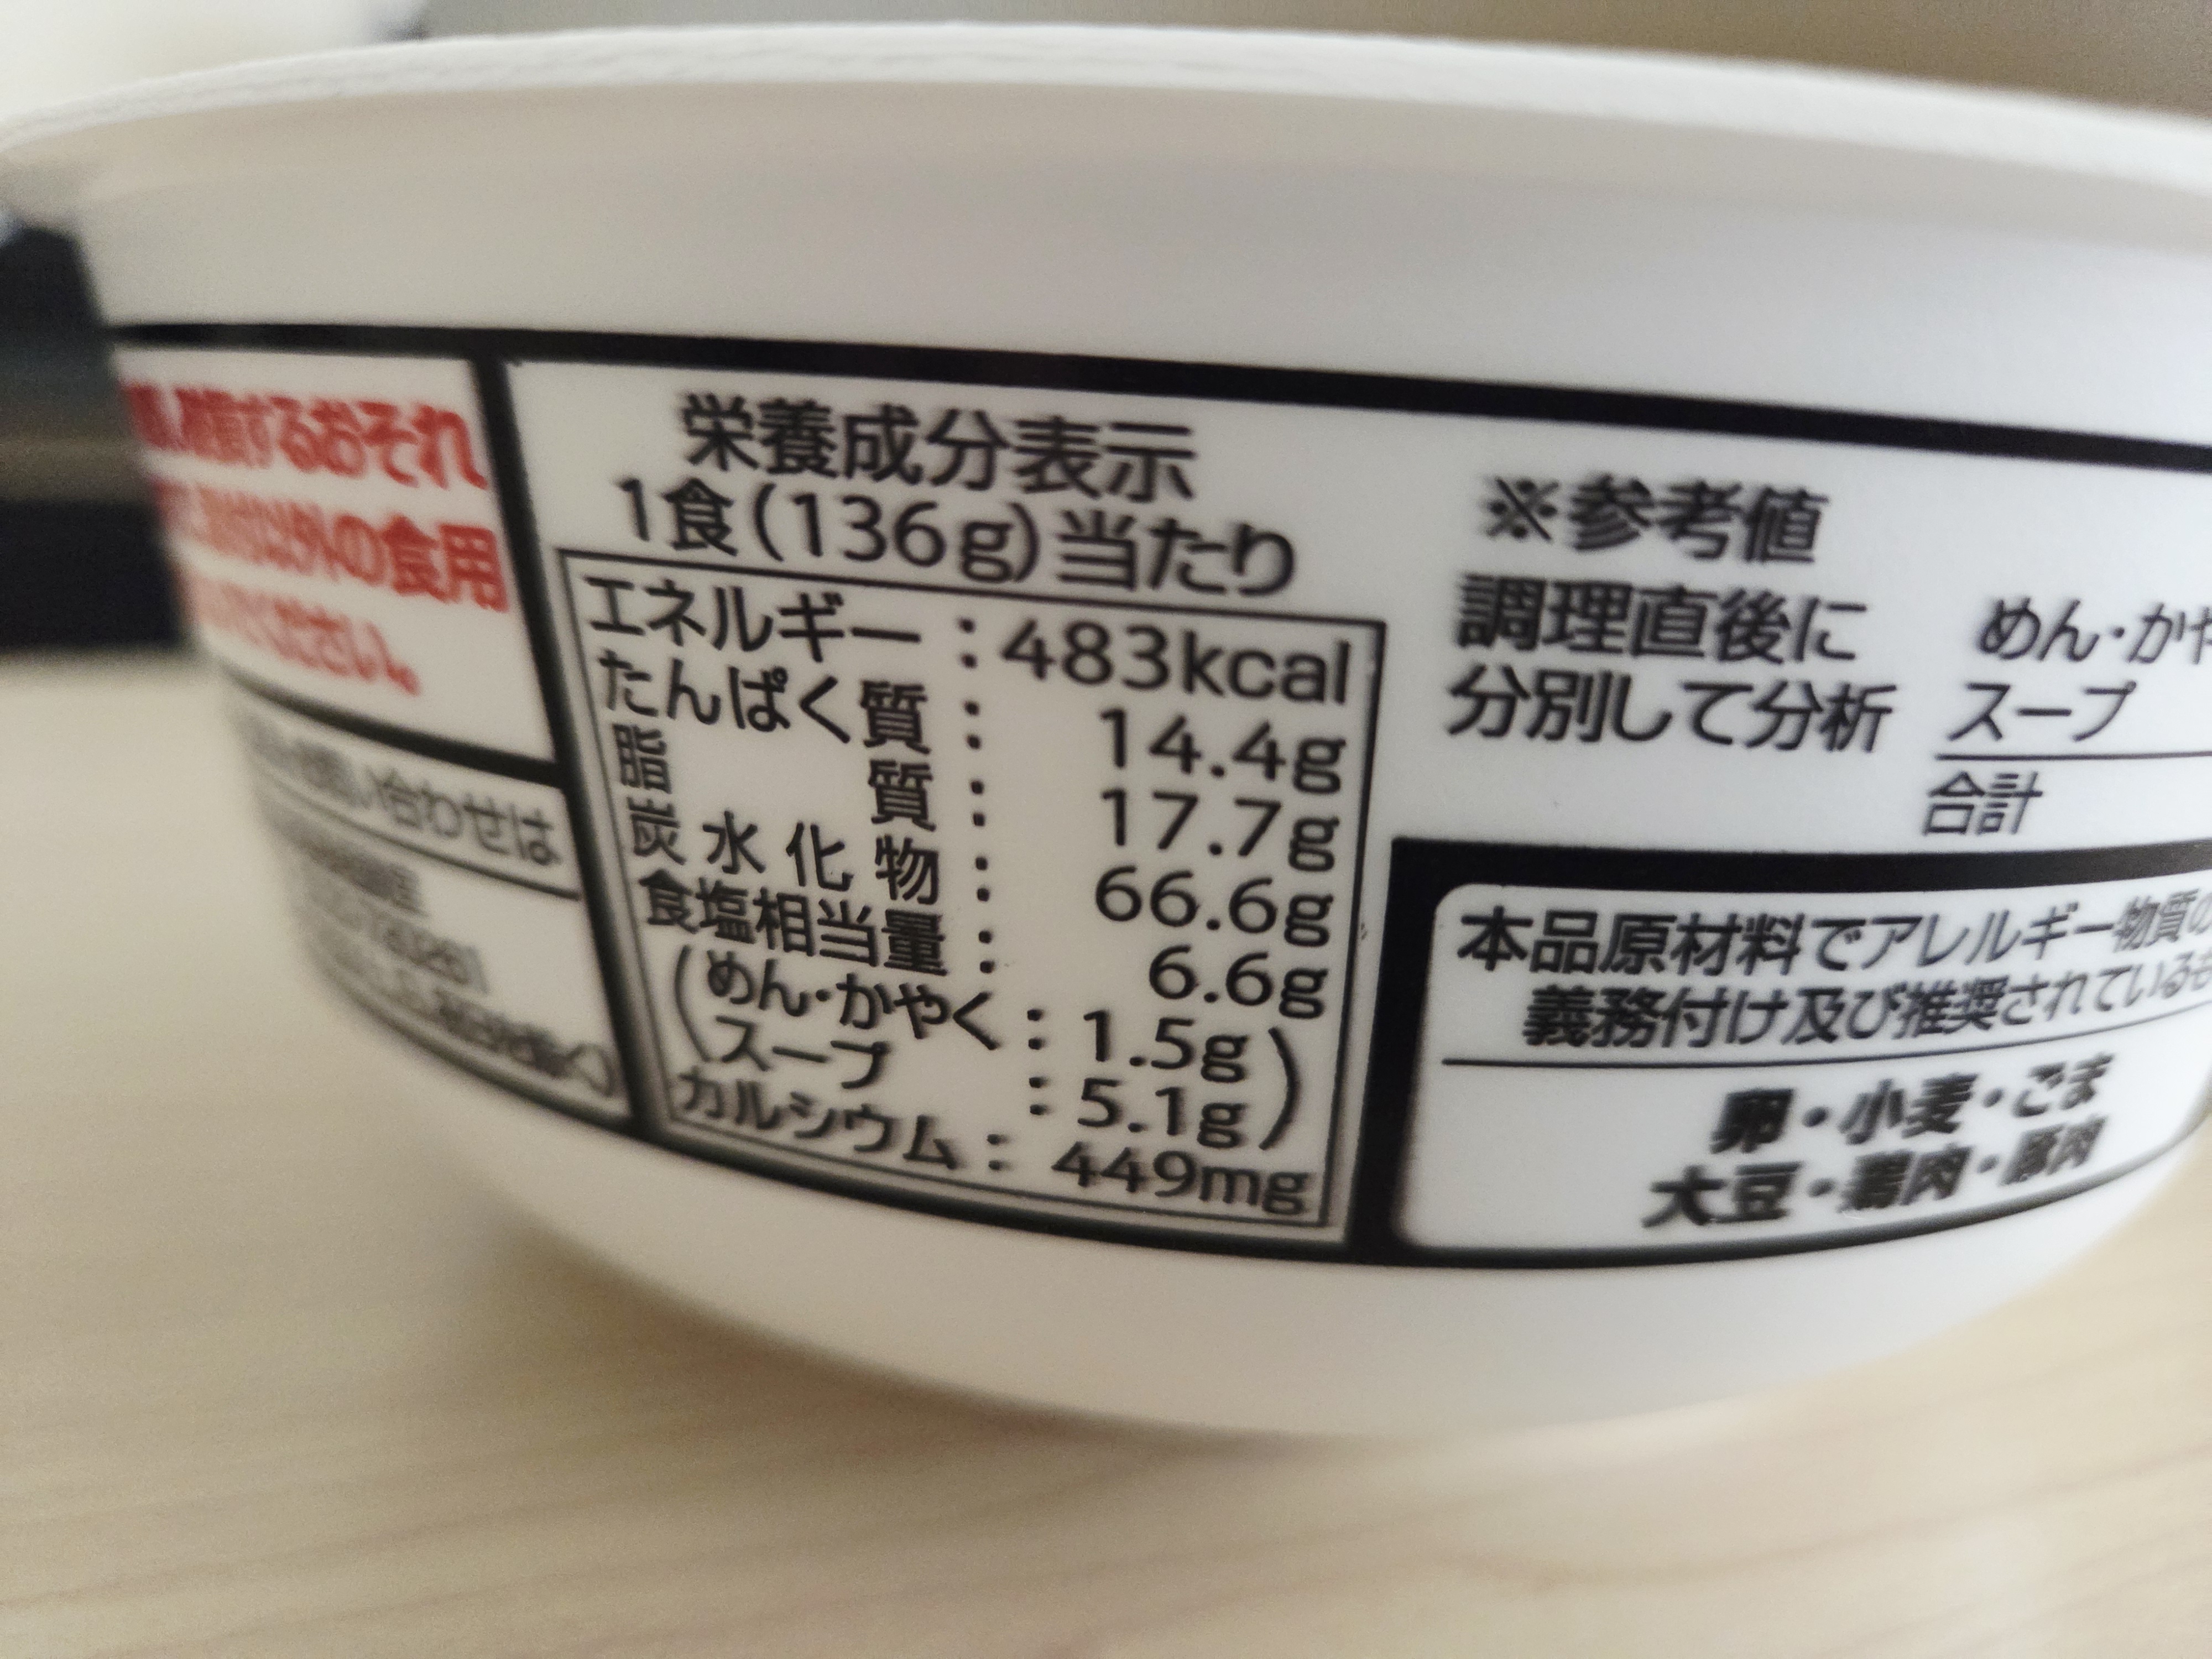 するおそれ
以外の食用
ください。
い合わせは
栄養成分表示
1食(136g)当たり
エネルギー:483kcal
たんぱく質:14.4g
脂質:17.7g
炭水化物:66.6g
食塩相当量:6.6g
(めん・かやく:1.5g)
(スープ:5.1g)
カルシウム:449mg
※参考値
調理直後に
分別して分析
めん・かや
スープ
合計
本品原材料でアレルギー物質の
義務付け及び推奨されているも
卵・小麦・ごま
大豆・鶏肉・豚肉